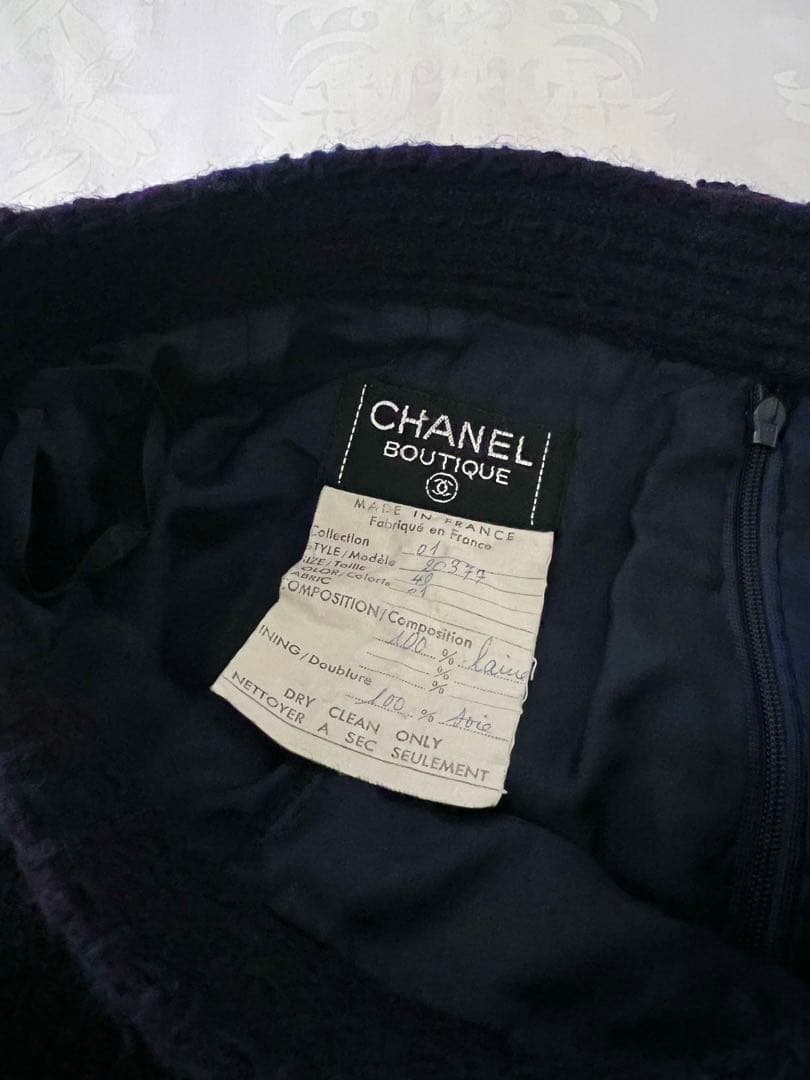 CHANEL
BOUTIQUE
MADE IN FRANCE
Fabriqué en France
Collection 01
STYLE/Modèle 20377
SIZE/Taille
COLOR/Coloris 01
FABRIC
COMPOSITION/Composition
100 % laine
%
%
LINING/Doublure
100 % soie
DRY CLEAN ONLY
NETTOYER A SEC SEULEMENT